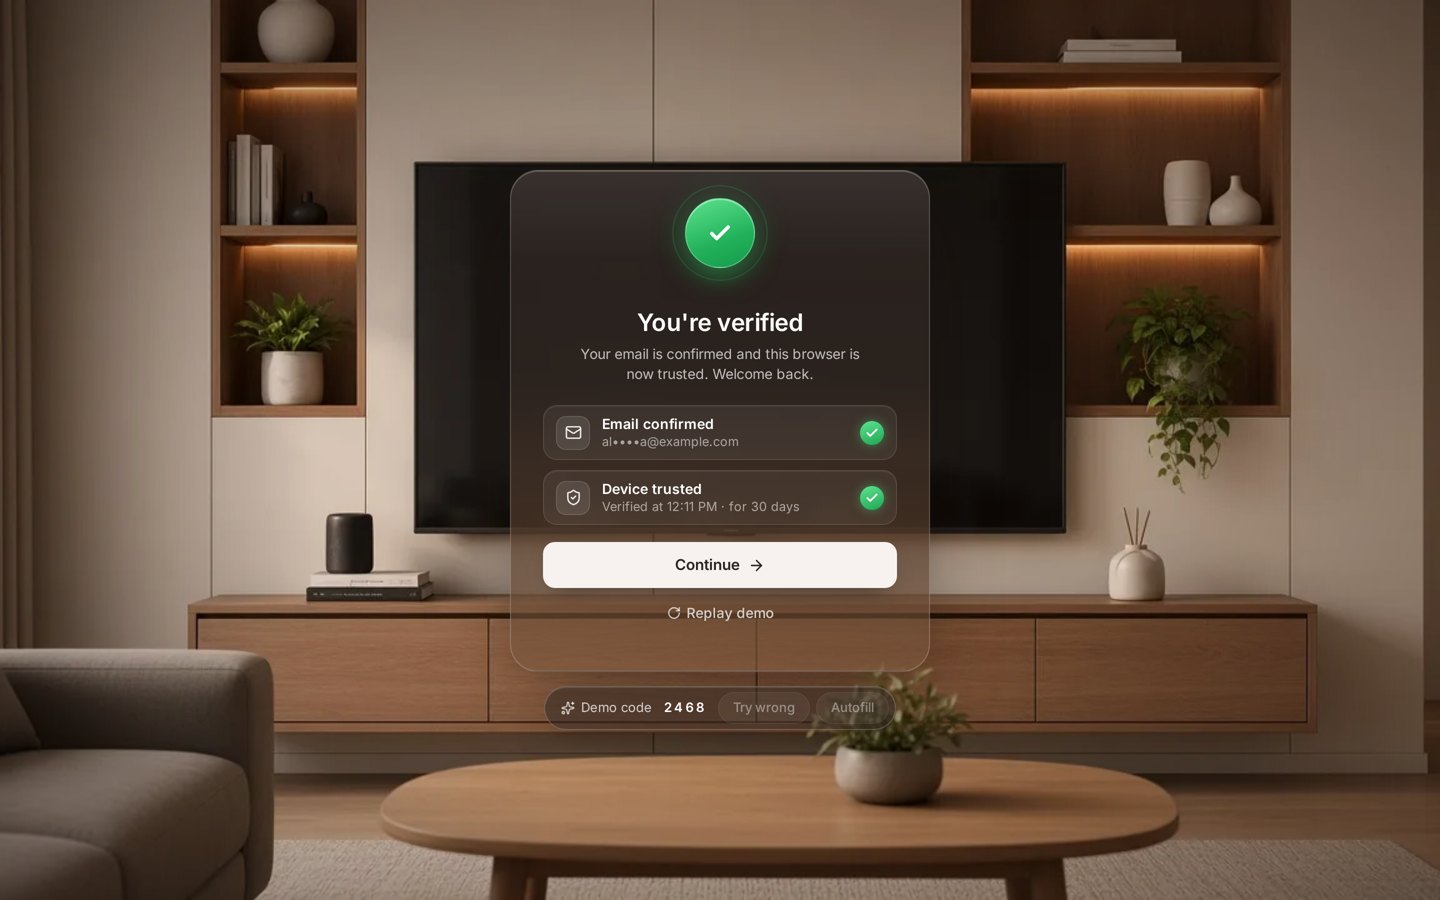 You're verified
Your email is confirmed and this browser is
now trusted. Welcome back.
Email confirmed
al••••a@example.com
Device trusted
Verified at 12:11 PM · for 30 days
Continue
Replay demo
Demo code 2468 Try wrong Autofill